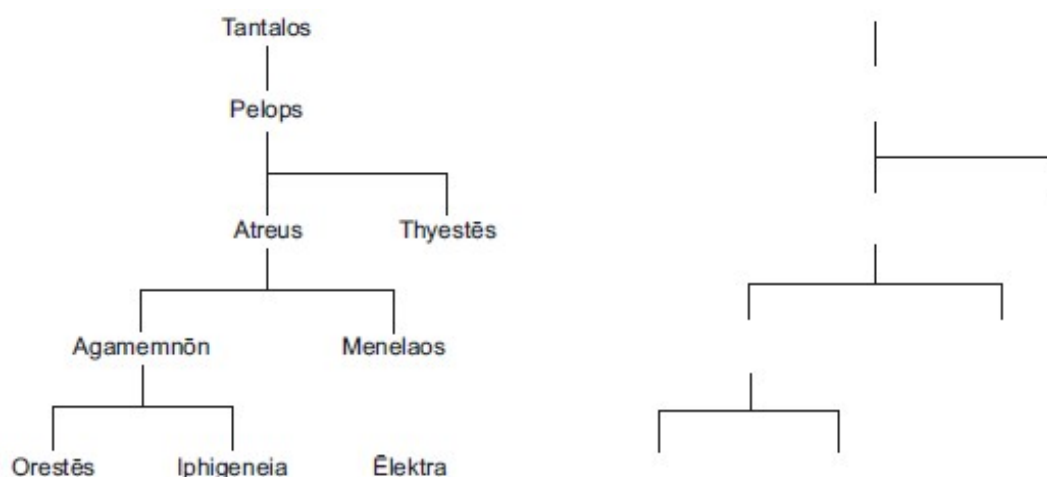 Tantalos
Pelops
Atreus Thyestēs
Agamemnōn Menelaos
Orestēs Iphigeneia Ēlektra